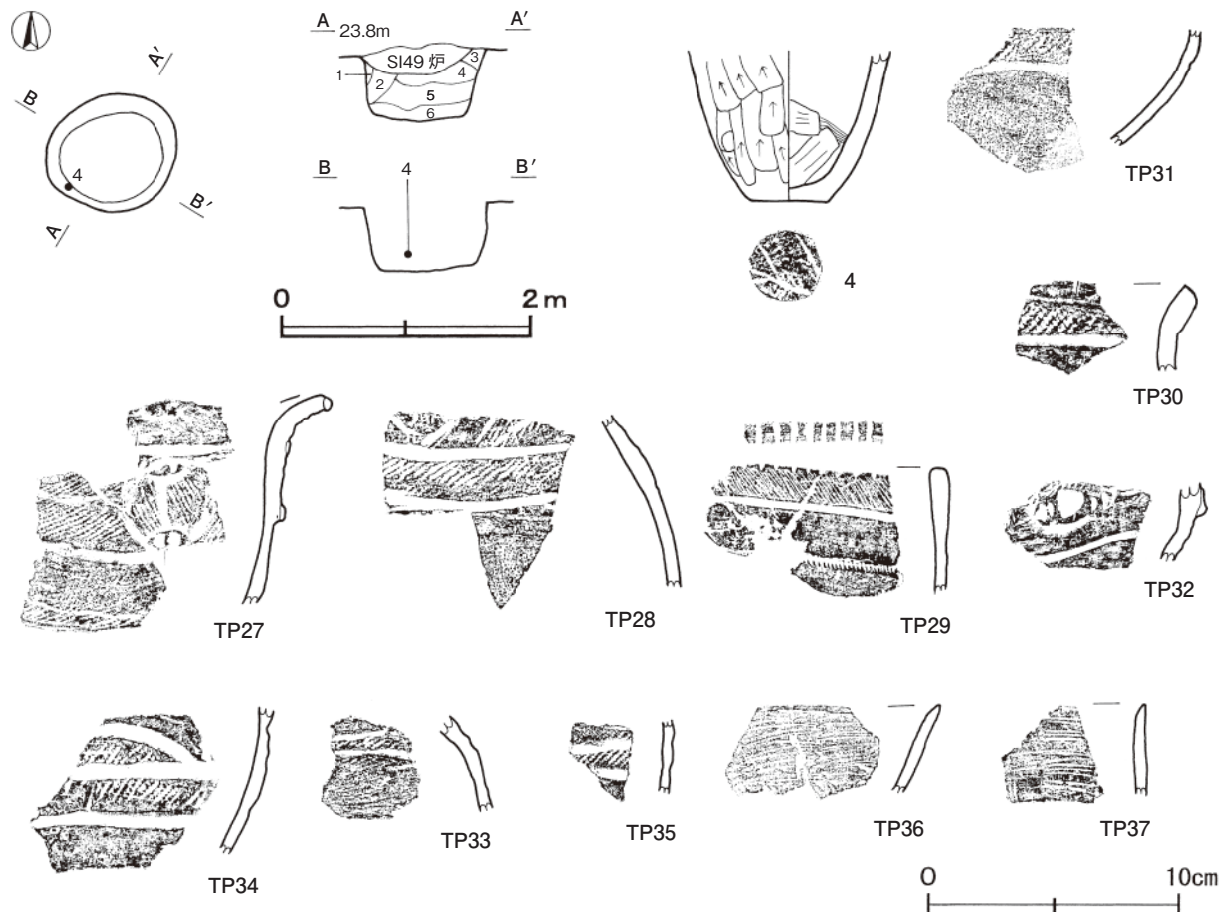 A'
B
4
B'
A
A 23.8m A'
SI49 炉
1
2
3
4
5
6
B 4 B'
0 2 m
4
TP31
TP30
TP27
TP28
TP29
TP32
TP34
TP33
TP35
TP36
TP37
0 10cm